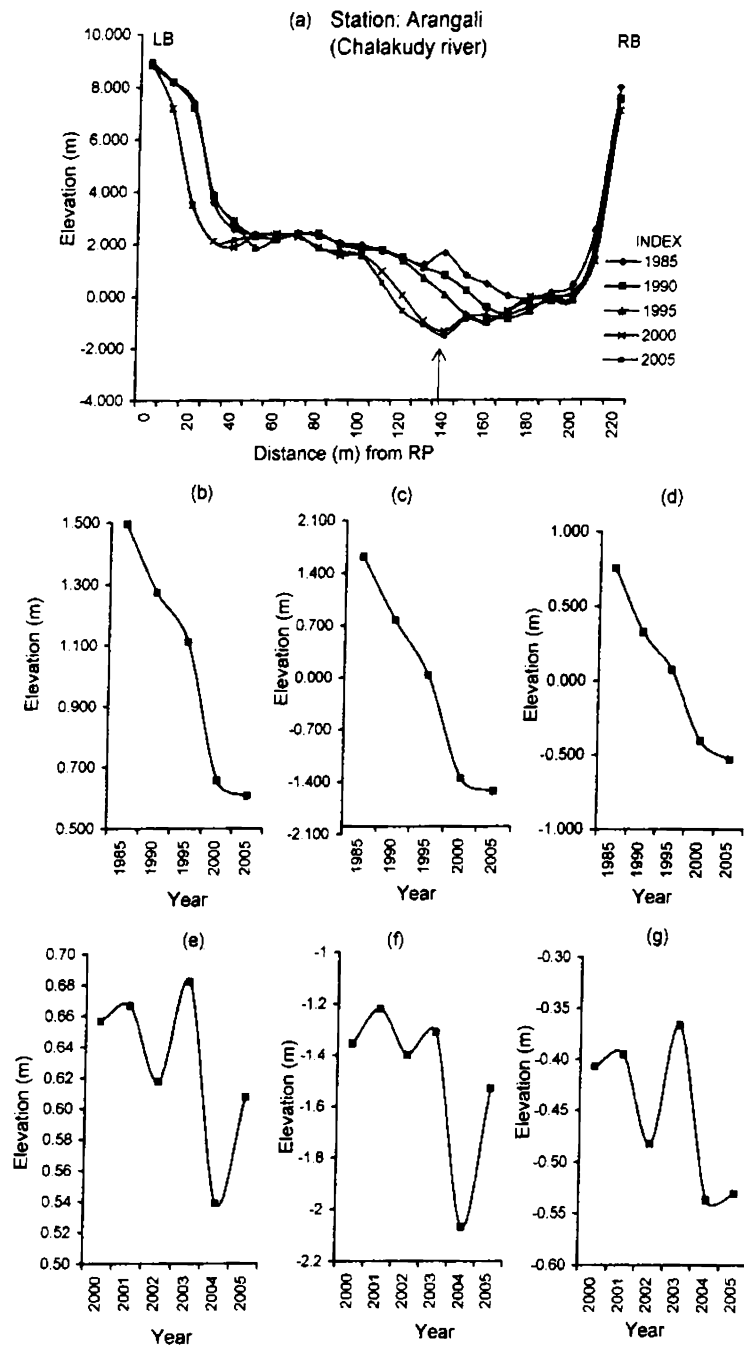 (a) Station: Arangali
(Chalakudy river)
LB
RB
10.000
8.000
6.000
4.000
2.000
0.000
-2.000
-4.000
Elevation (m)
0 20 40 60 80 100 120 140 160 180 200 220
Distance (m) from RP
INDEX
1985
1990
1995
2000
2005
(b)
1.500
1.300
1.100
0.900
0.700
0.500
Elevation (m)
1985 1990 1995 2000 2005
Year
(c)
2.100
1.400
0.700
0.000
-0.700
-1.400
-2.100
Elevation (m)
1985 1990 1995 2000 2005
Year
(d)
1.000
0.500
0.000
-0.500
-1.000
Elevation (m)
1985 1990 1995 2000 2005
Year
(e)
0.70
0.68
0.66
0.64
0.62
0.60
0.58
0.56
0.54
0.52
0.50
Elevation (m)
2000 2001 2002 2003 2004 2005
Year
(f)
-1
-1.2
-1.4
-1.6
-1.8
-2
-2.2
Elevation (m)
2000 2001 2002 2003 2004 2005
Year
(g)
-0.30
-0.35
-0.40
-0.45
-0.50
-0.55
-0.60
Elevation (m)
2000 2001 2002 2003 2004 2005
Year